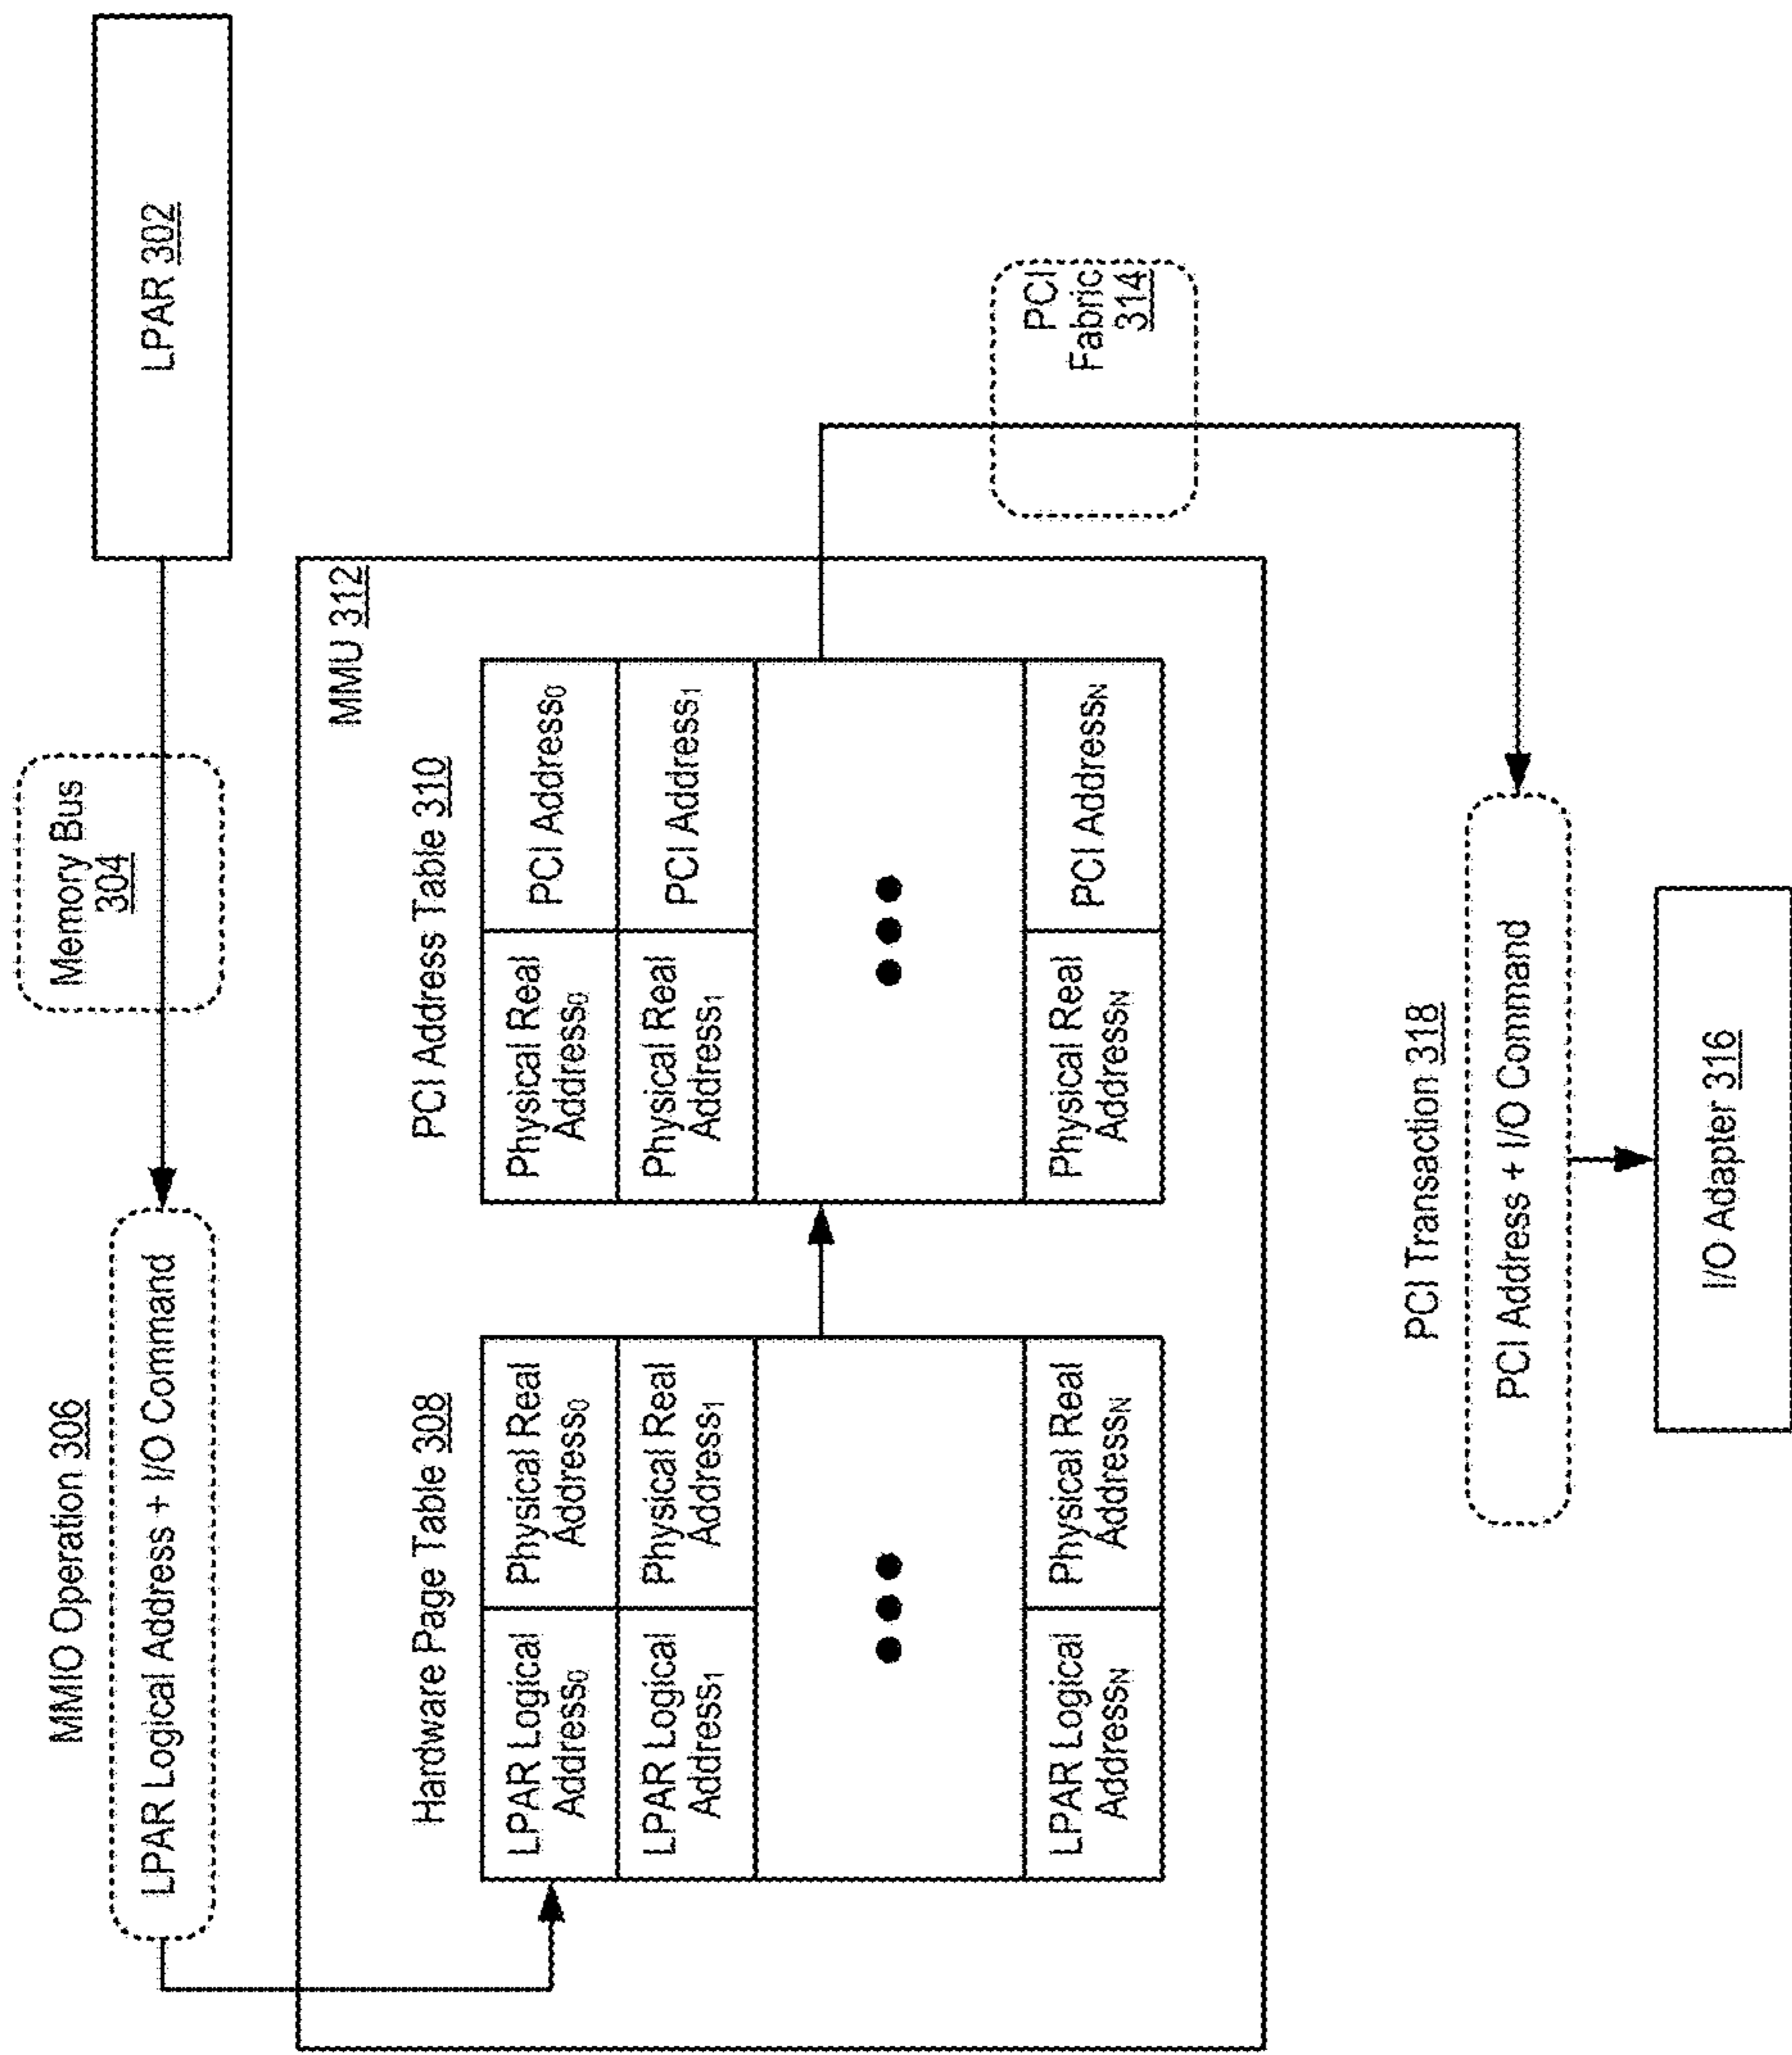 MMIO Operation 306
LPAR Logical Address + I/O Command
Memory Bus
304
LPAR 302
MMU 312
Hardware Page Table 308
LPAR Logical
Address0
Physical Real
Address0
LPAR Logical
Address1
Physical Real
Address1
LPAR Logical
AddressN
Physical Real
AddressN
PCI Address Table 310
Physical Real
Address0
PCI Address0
Physical Real
Address1
PCI Address1
Physical Real
AddressN
PCI AddressN
PCI
Fabric
314
PCI Transaction 318
PCI Address + I/O Command
I/O Adapter 316